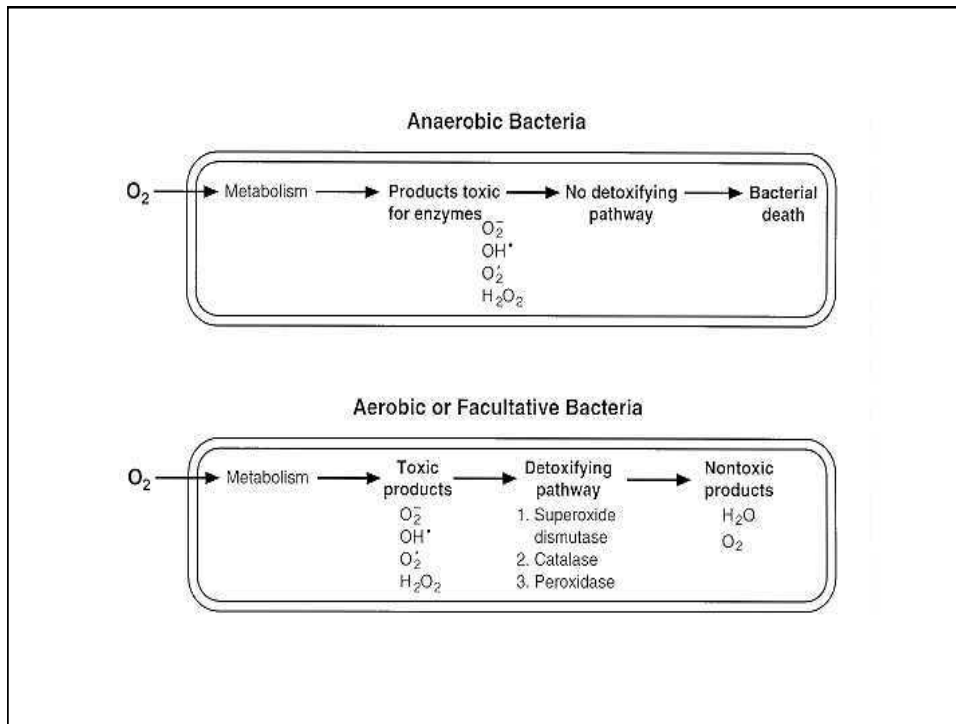 Anaerobic Bacteria
O₂ Metabolism Products toxic for enzymes No detoxifying pathway Bacterial death
O₂⁻
OH•
O₂•
H₂O₂
Aerobic or Facultative Bacteria
O₂ Metabolism Toxic products Detoxifying pathway Nontoxic products
O₂⁻
OH•
O₂•
H₂O₂
1. Superoxide
dismutase
2. Catalase
3. Peroxidase
H₂O
O₂